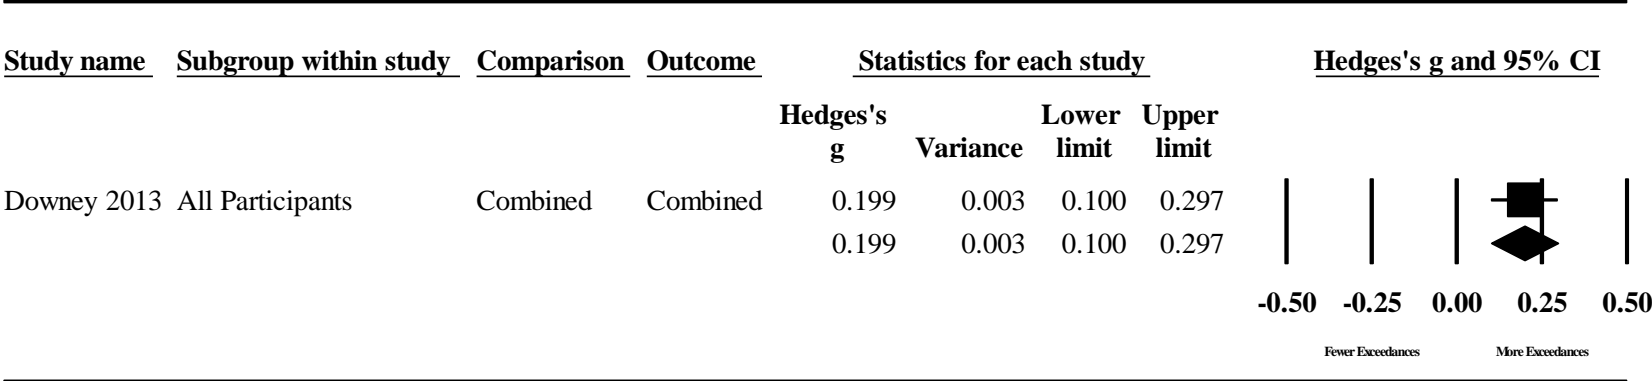 Study name Subgroup within study Comparison Outcome Statistics for each study Hedges's g and 95% CI
Hedges's Lower Upper
g Variance limit limit
Downey 2013 All Participants Combined Combined 0.199 0.003 0.100 0.297
0.199 0.003 0.100 0.297
-0.50 -0.25 0.00 0.25 0.50
Fewer Exceedances More Exceedances